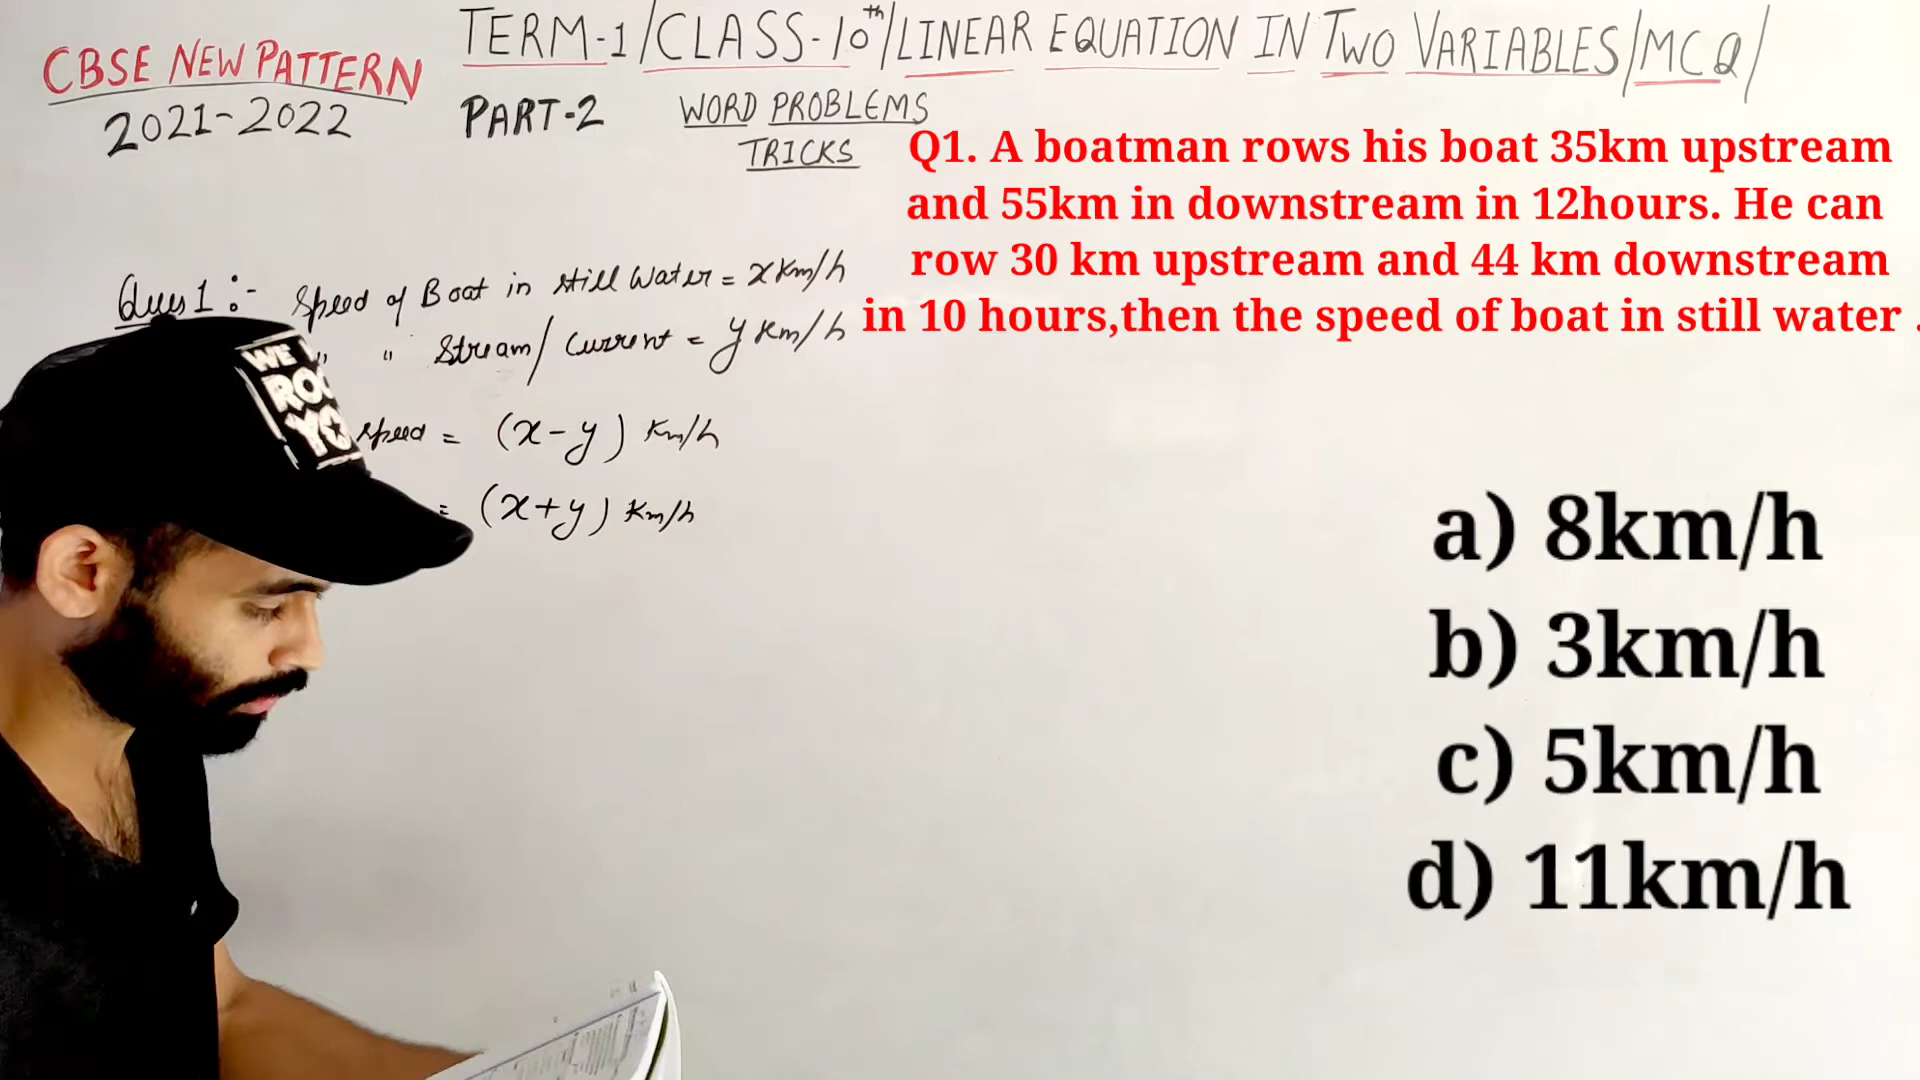 CBSE NEW PATTERN
2021-2022
TERM-1/CLASS-10th/LINEAR EQUATION IN TWO VARIABLES/MCQ/
PART-2
WORD PROBLEMS
TRICKS
Q1. A boatman rows his boat 35km upstream
and 55km in downstream in 12hours. He can
row 30 km upstream and 44 km downstream
in 10 hours,then the speed of boat in still water .
Ques 1 :- Speed of Boat in still Water = x Km/h
" " Stream/Current = y Km/h
speed = (x-y) Km/h
= (x+y) Km/h
WE
ROC
YO
a) 8km/h
b) 3km/h
c) 5km/h
d) 11km/h